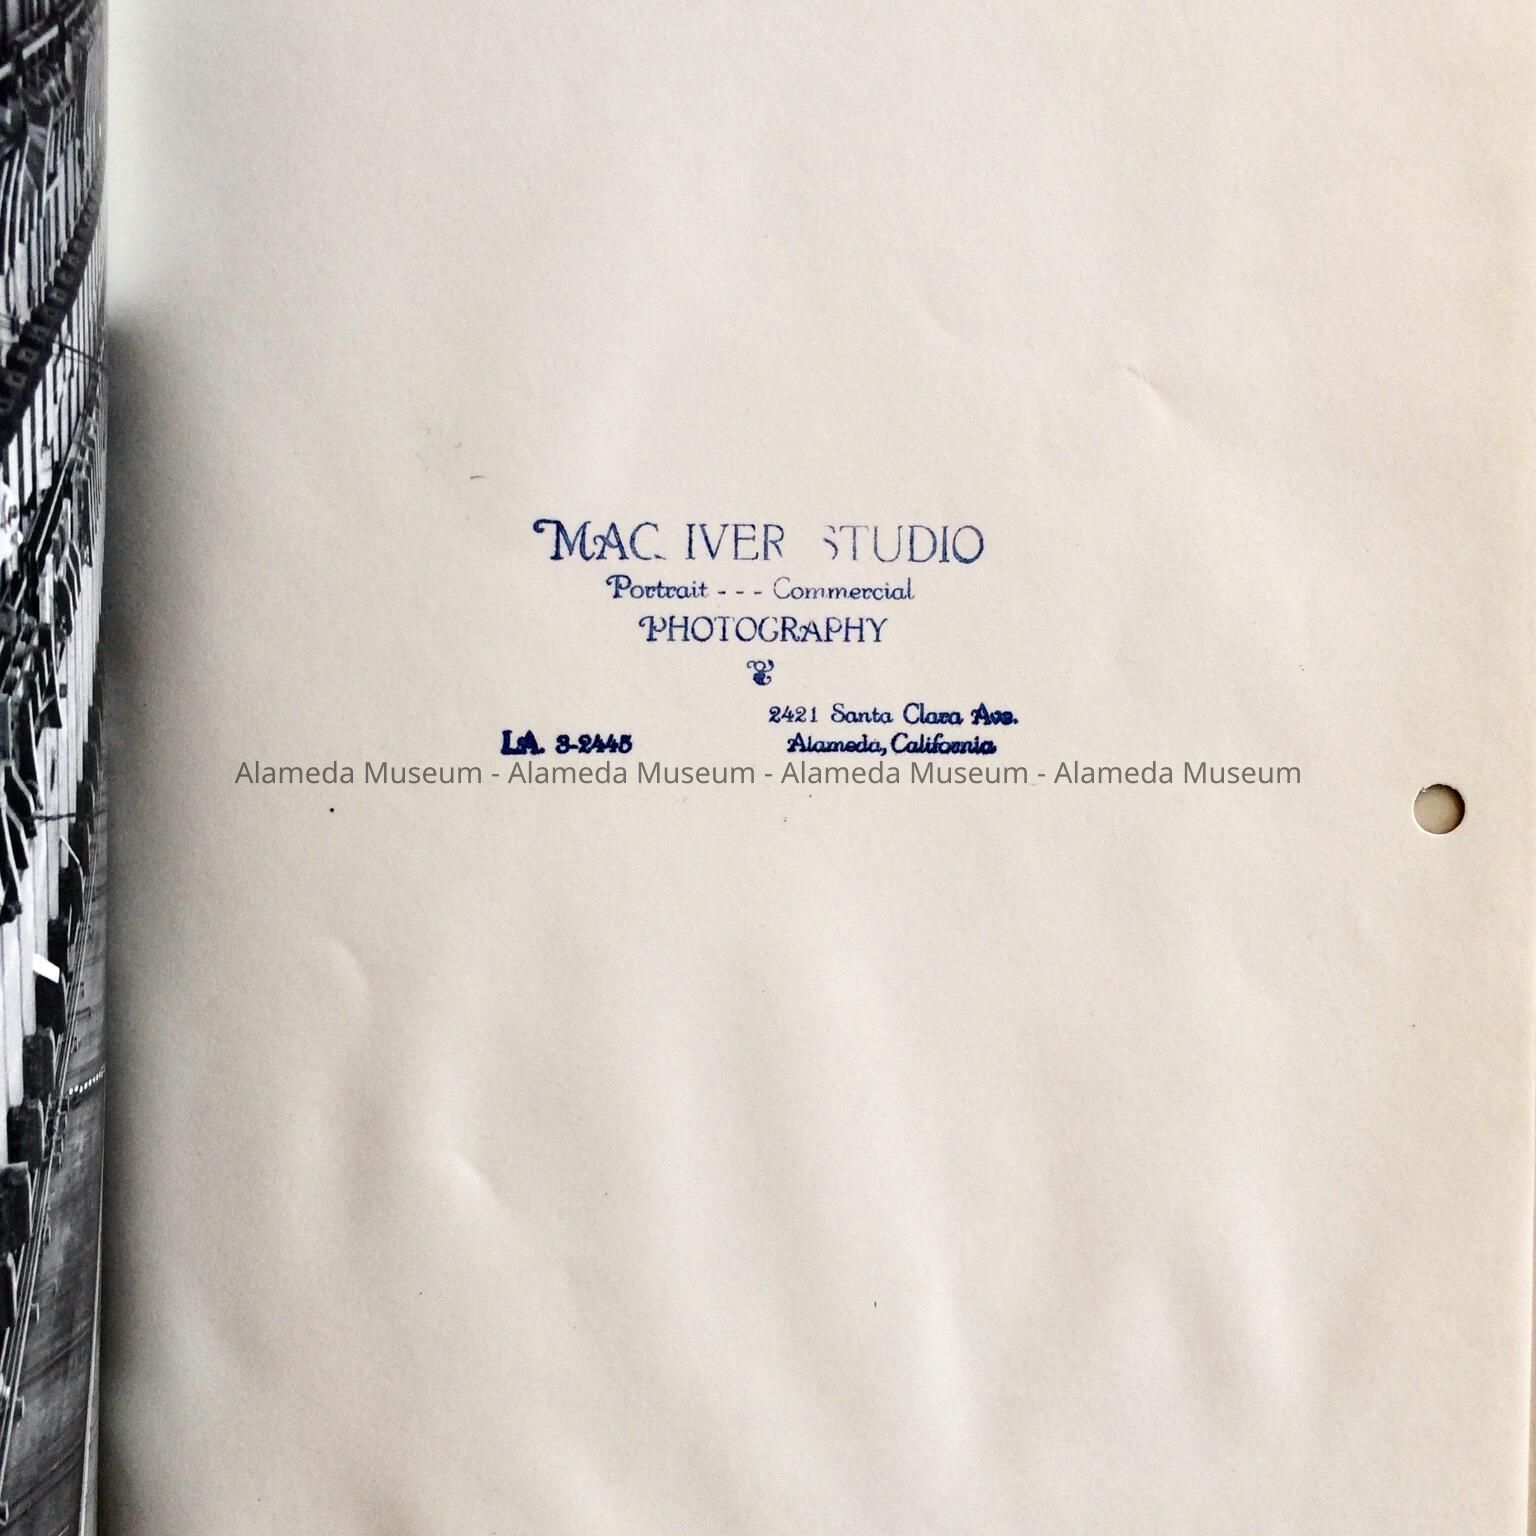 MAC IVER STUDIO
Portrait - - - Commercial
PHOTOGRAPHY
2421 Santa Clara Ave.
LA. 3-2445 Alameda, California
Alameda Museum - Alameda Museum - Alameda Museum - Alameda Museum